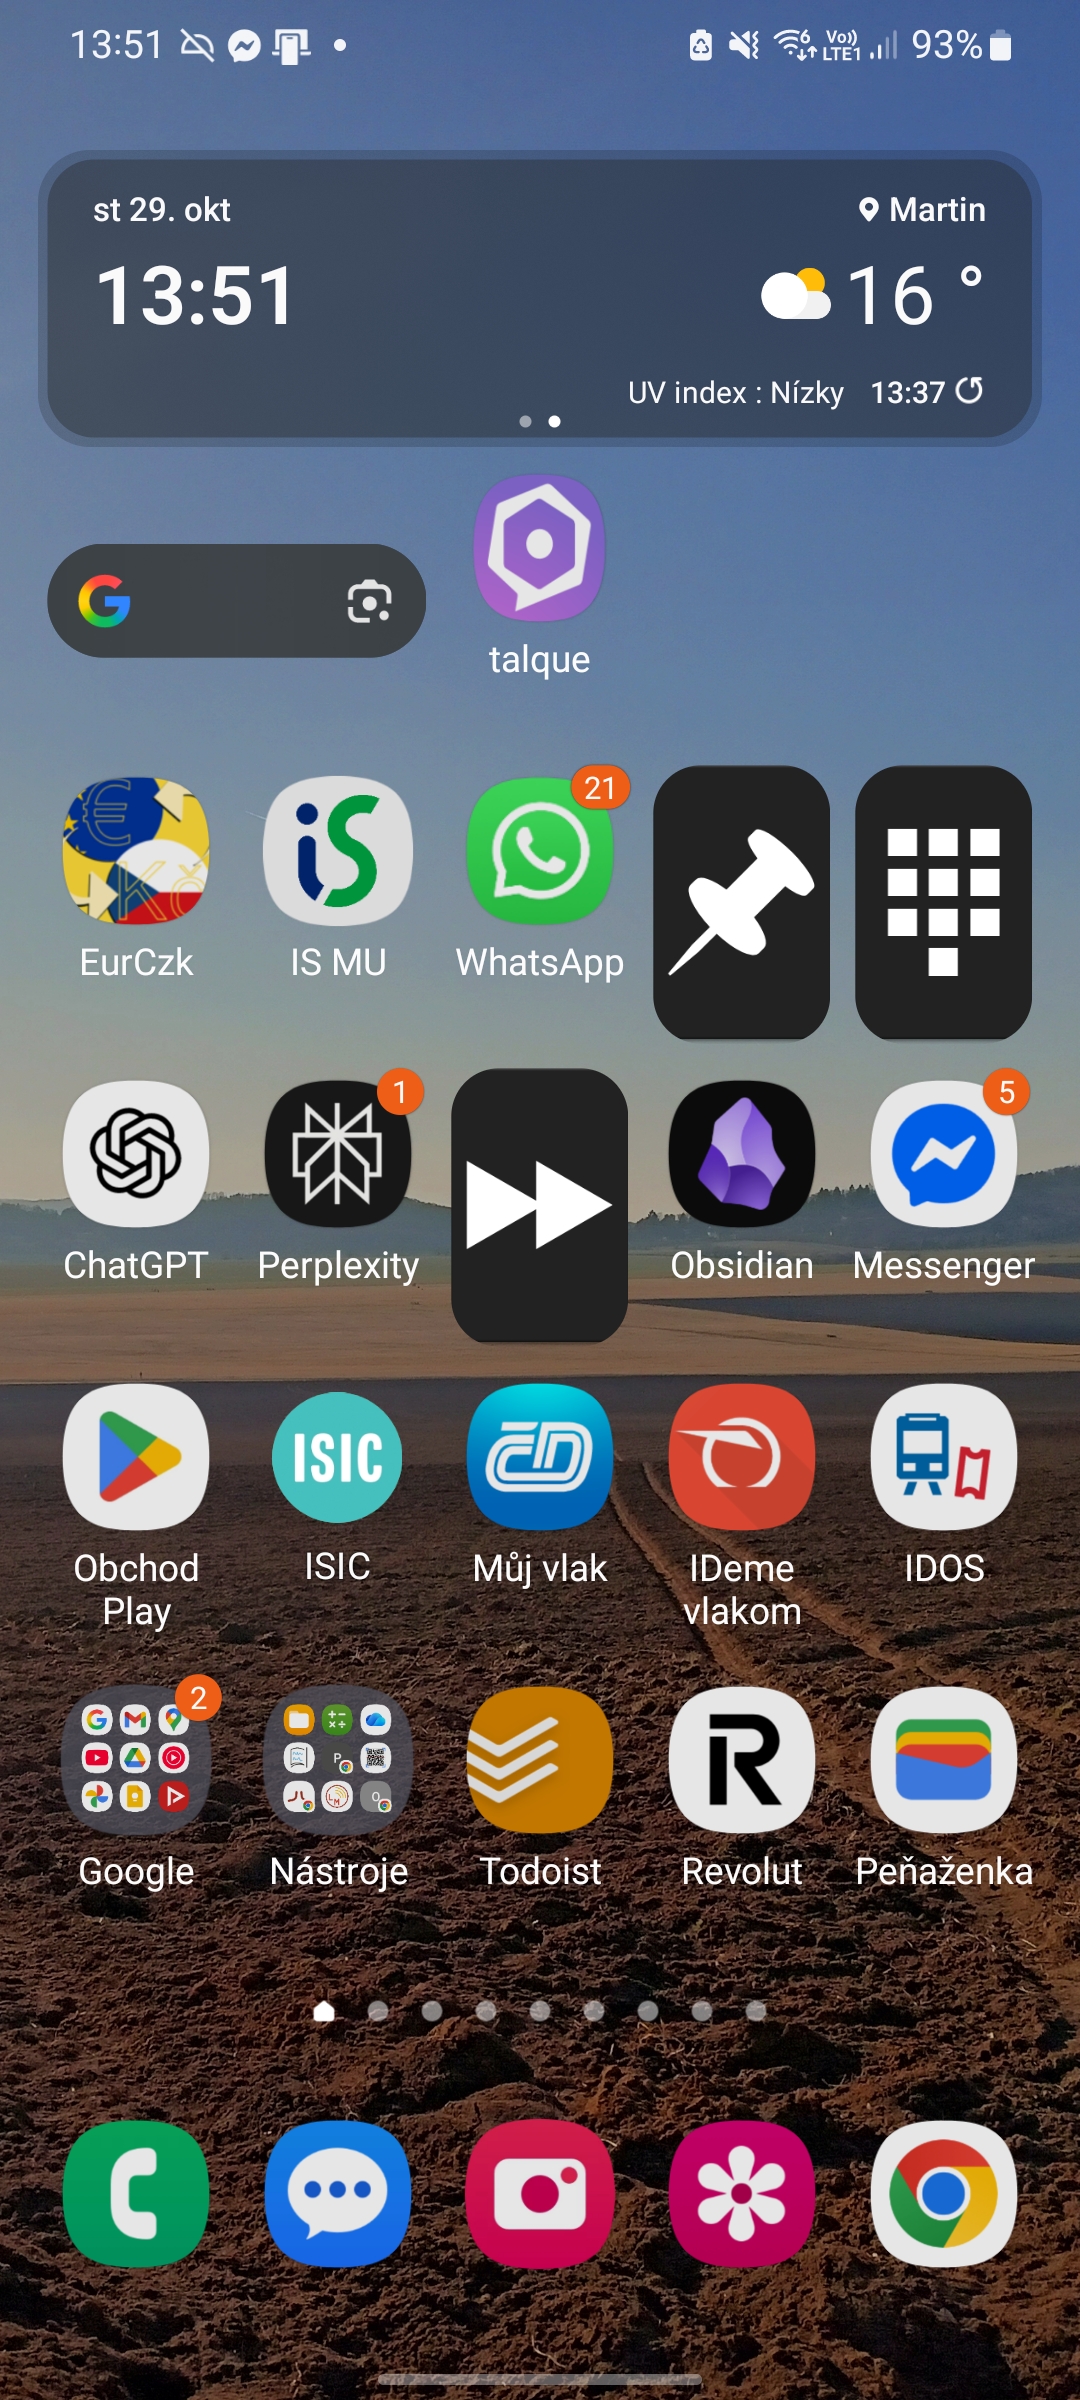 13:51
Vo))
LTE1
93%
st 29. okt
Martin
13:51
16 °
UV index : Nízky 13:37
talque
21
EurCzk
IS MU
WhatsApp
1
5
ChatGPT
Perplexity
Obsidian
Messenger
ISIC
Obchod
Play
ISIC
Můj vlak
IDeme
vlakom
IDOS
2
Google
Nástroje
Todoist
Revolut
Peňaženka